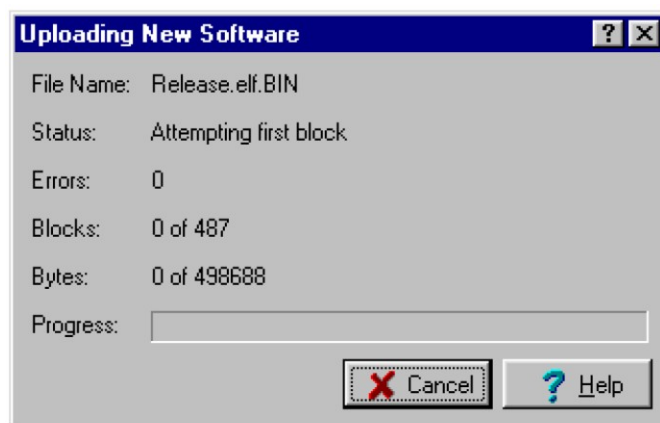 Uploading New Software
File Name: Release.elf.BIN
Status: Attempting first block
Errors: 0
Blocks: 0 of 487
Bytes: 0 of 498688
Progress:
Cancel ? Help